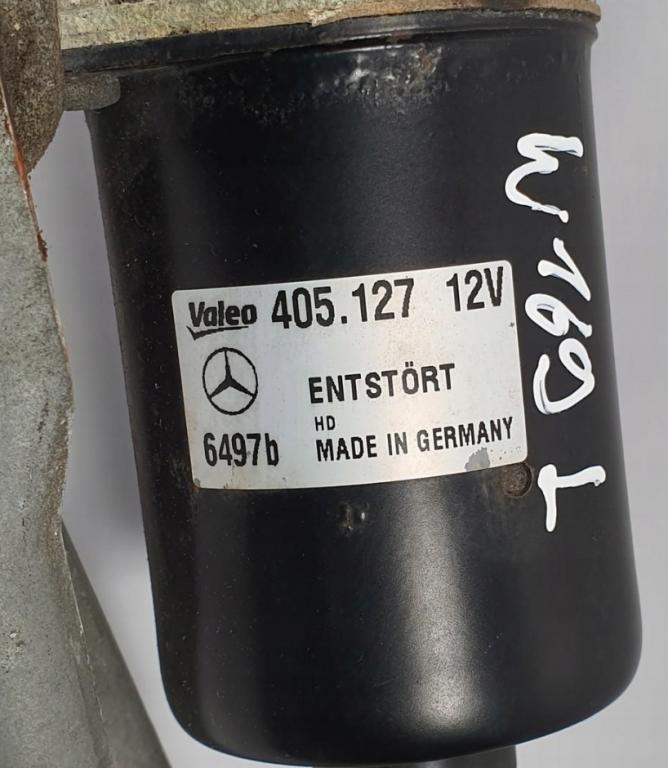 Valeo 405.127 12V
ENTSTÖRT
HD
6497b MADE IN GERMANY
W169 L